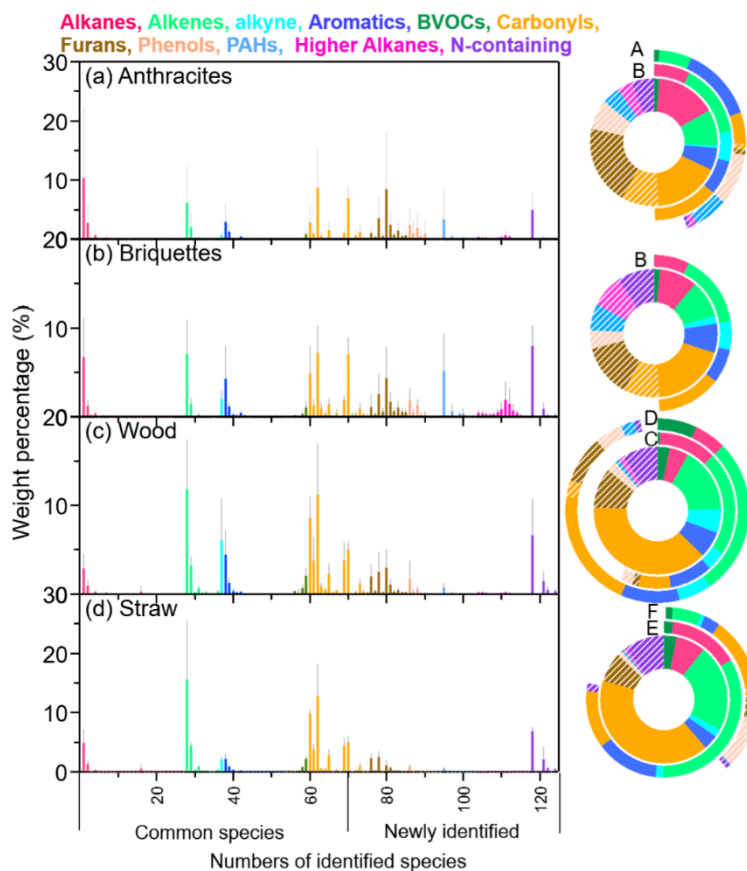 Alkanes, Alkenes, alkyne, Aromatics, BVOCs, Carbonyls,
Furans, Phenols, PAHs, Higher Alkanes, N-containing
30
(a) Anthracites
20
10
20
(b) Briquettes
10
20
(c) Wood
10
30
(d) Straw
20
10
0
Weight percentage (%)
20
40
60
80
100
120
Common species
Newly identified
Numbers of identified species
A
B
B
D
C
F
E